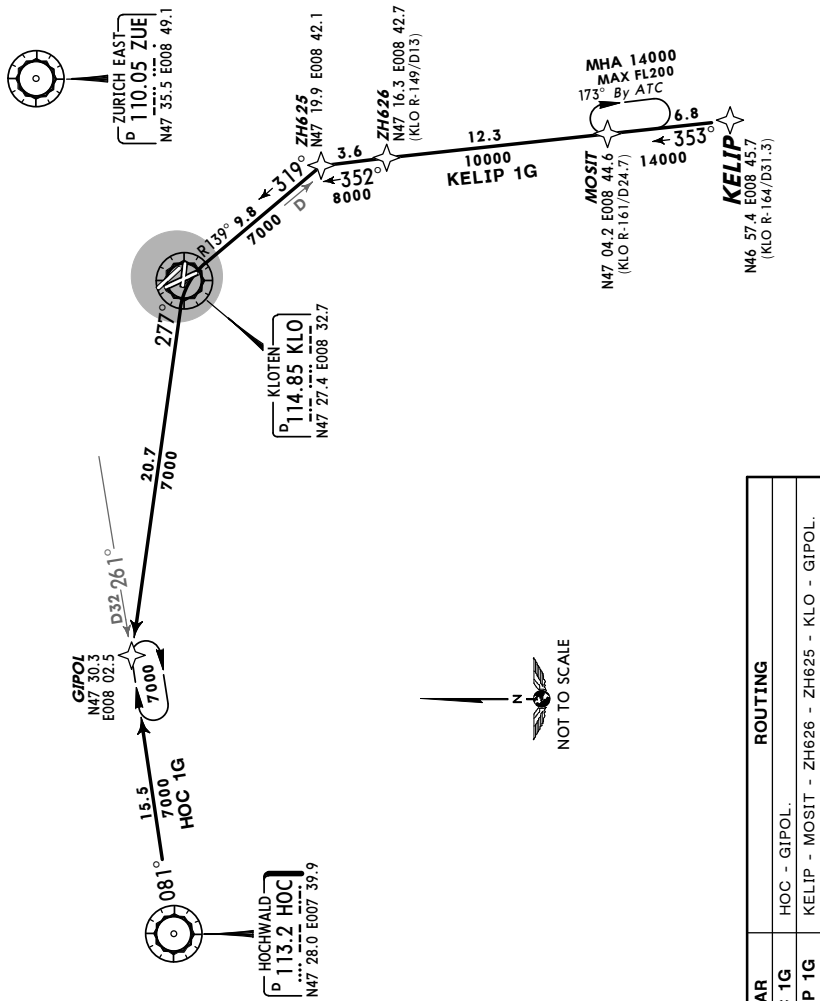 ZURICH EAST
D 110.05 ZUE
N47 35.5 E008 49.1
ZH625
N47 19.9 E008 42.1
ZH626
N47 16.3 E008 42.7
(KLO R-149/D13)
MHA 14000
MAX FL200
173° By ATC
MOSIT
N47 04.2 E008 44.6
(KLO R-161/D24.7)
KELIP
N46 57.4 E008 45.7
(KLO R-164/D31.3)
6.8
353°
14000
12.3
10000
KELIP 1G
3.6
352°
8000
319°
R139°
9.8
7000
D
KLOTEN
D 114.85 KLO
N47 27.4 E008 32.7
277°
20.7
7000
D32 261°
GIPOL
N47 30.3
E008 02.5
7000
15.5
7000
HOC 1G
081°
HOCHWALD
D 113.2 HOC
N47 28.0 E007 39.9
N
NOT TO SCALE
AR ROUTING
1G HOC - GIPOL.
P 1G KELIP - MOSIT - ZH626 - ZH625 - KLO - GIPOL.